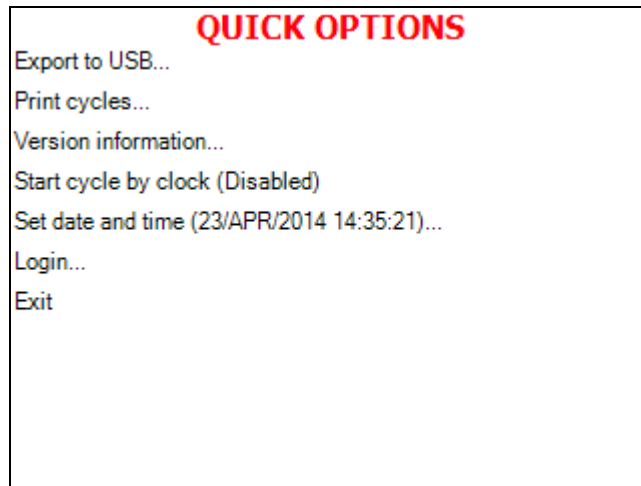 QUICK OPTIONS
Export to USB...
Print cycles...
Version information...
Start cycle by clock (Disabled)
Set date and time (23/APR/2014 14:35:21)...
Login...
Exit